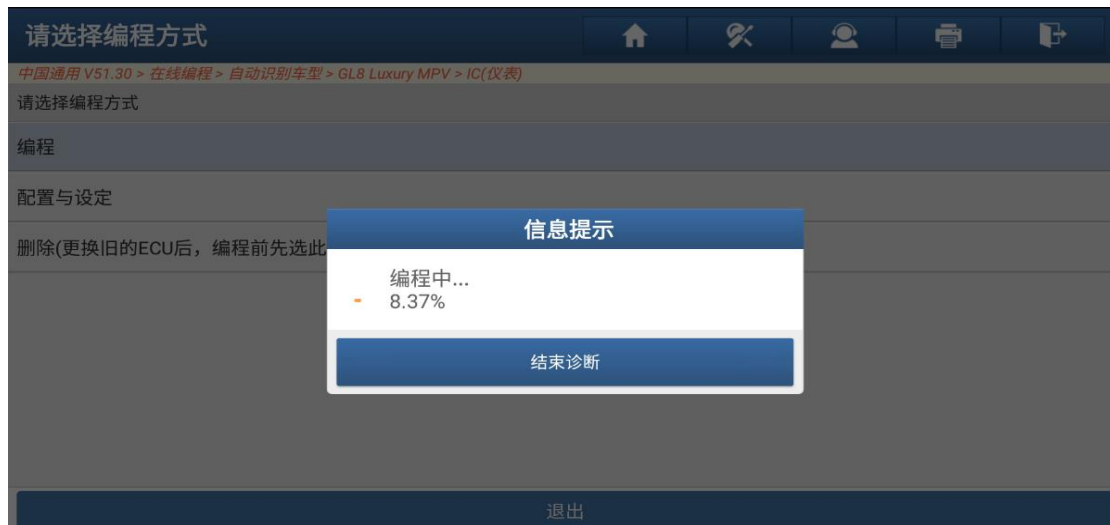 请选择编程方式
中国通用 V51.30 > 在线编程 > 自动识别车型 > GL8 Luxury MPV > IC(仪表)
请选择编程方式
编程
配置与设定
删除(更换旧的ECU后，编程前先选此
信息提示
编程中...
8.37%
结束诊断
退出